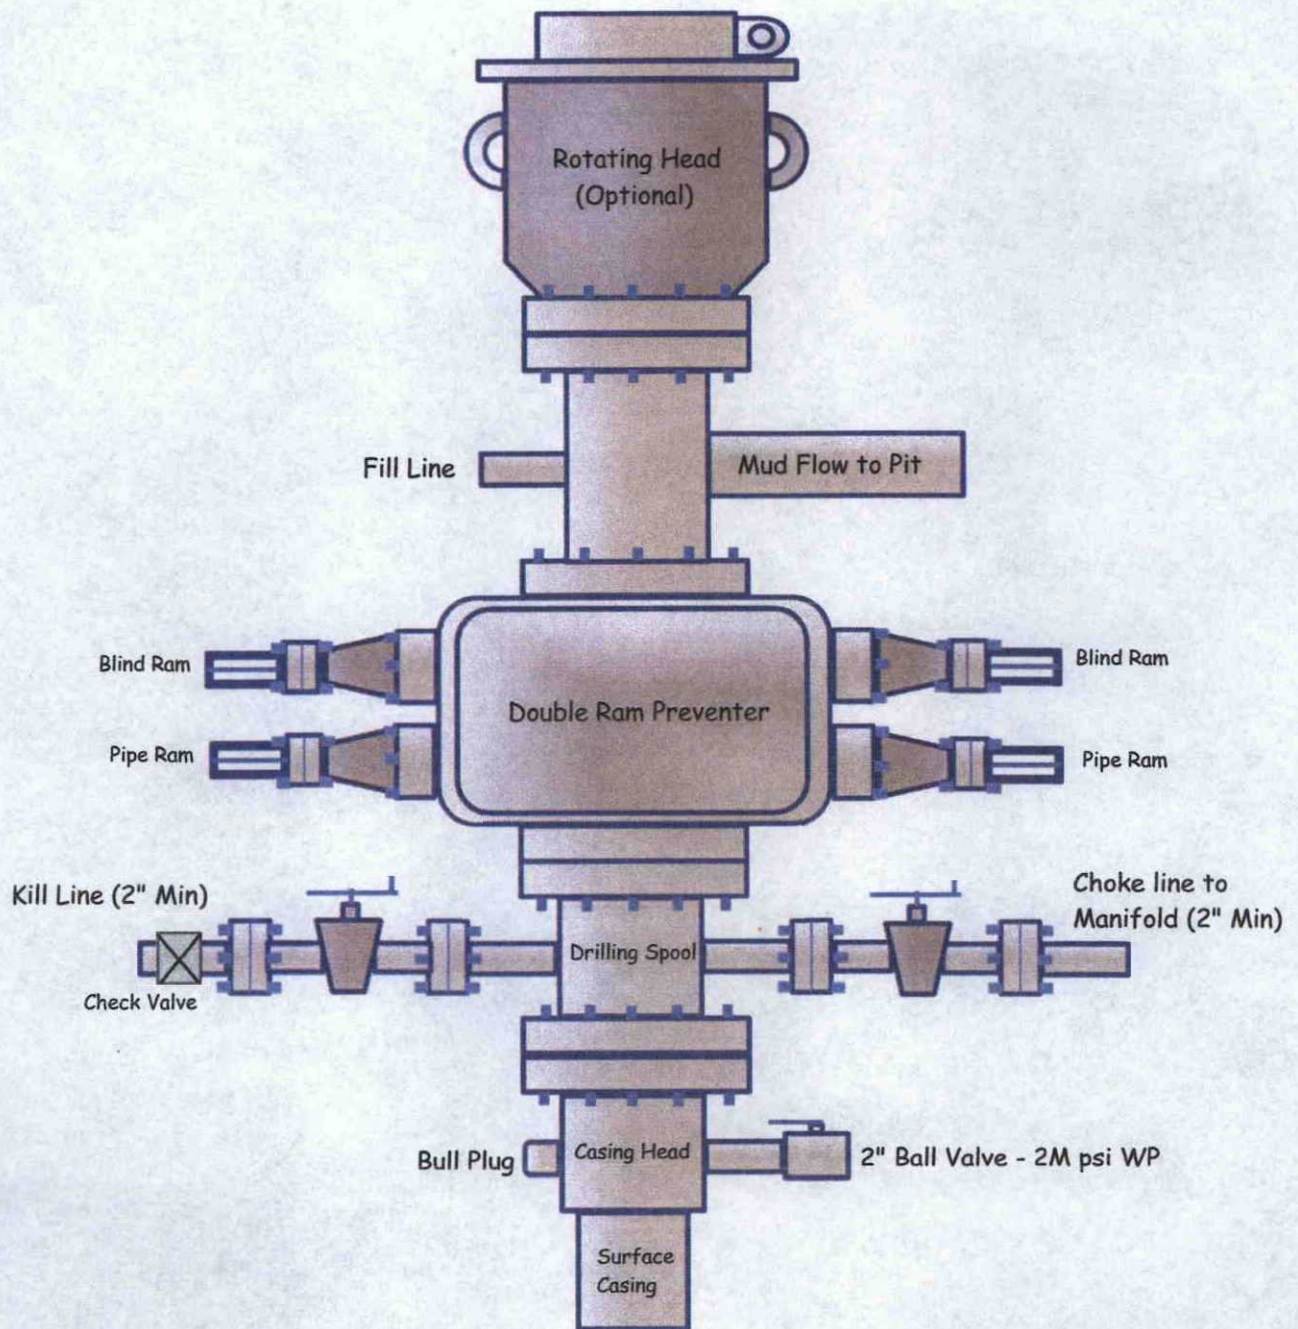 Rotating Head
(Optional)
Fill Line
Mud Flow to Pit
Blind Ram
Blind Ram
Double Ram Preventer
Pipe Ram
Pipe Ram
Kill Line (2" Min)
Choke line to
Manifold (2" Min)
Drilling Spool
Check Valve
Bull Plug
Casing Head
2" Ball Valve - 2M psi WP
Surface
Casing